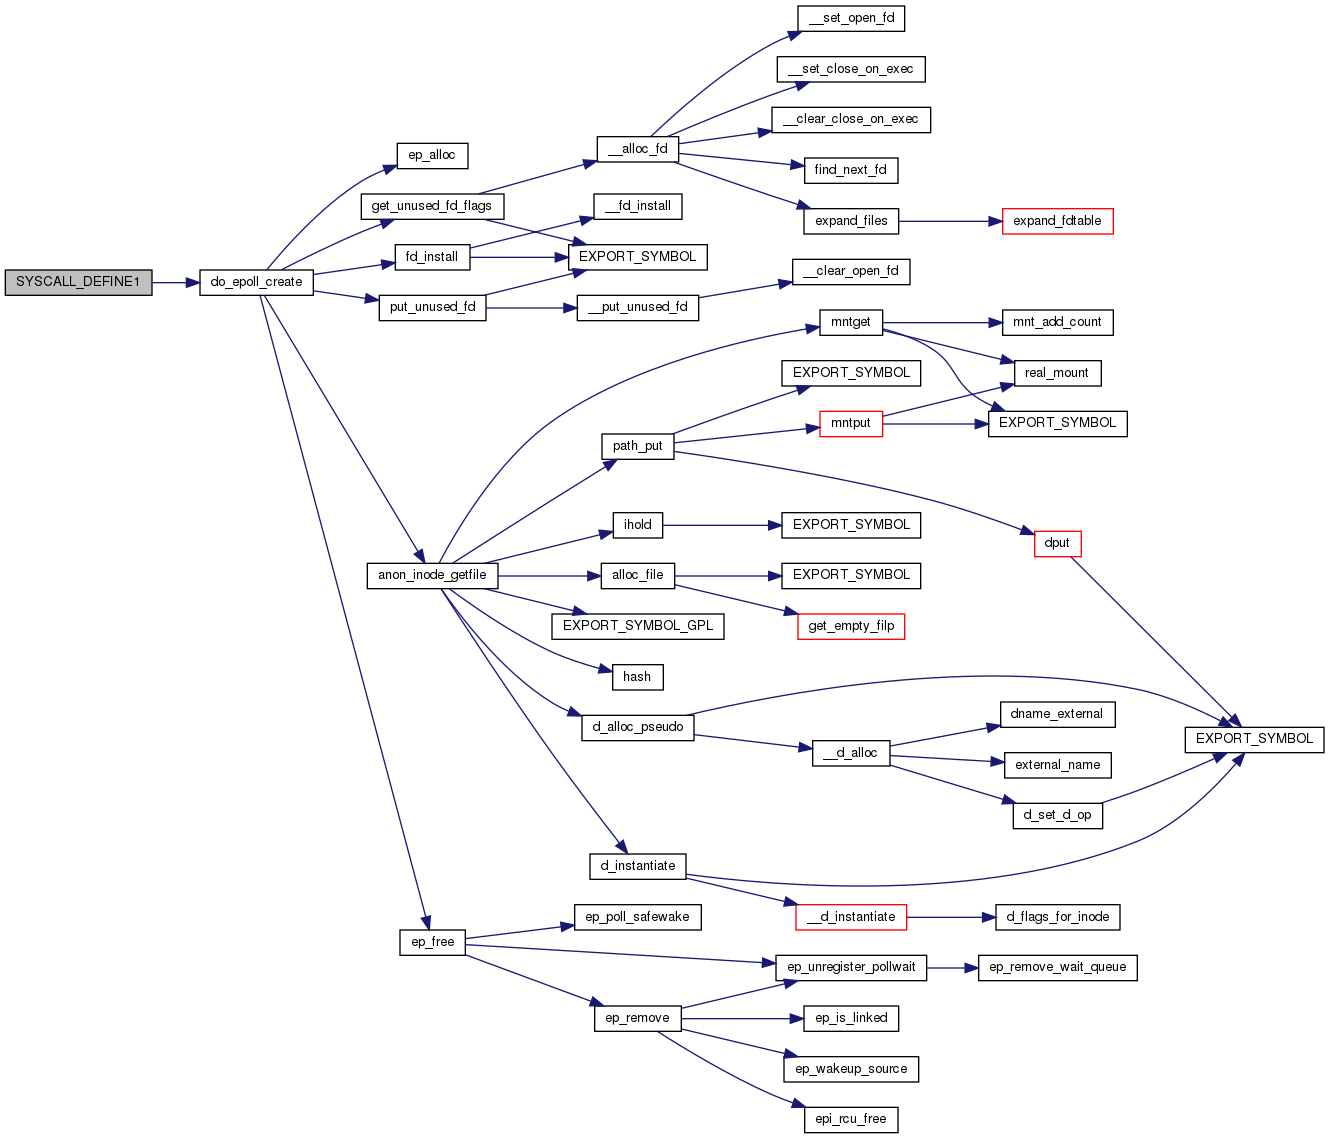 __set_open_fd
__set_close_on_exec
__clear_close_on_exec
ep_alloc
__alloc_fd
find_next_fd
get_unused_fd_flags
__fd_install
expand_files
expand_fdtable
fd_install
EXPORT_SYMBOL
__clear_open_fd
SYSCALL_DEFINE1
do_epoll_create
put_unused_fd
__put_unused_fd
mntget
mnt_add_count
EXPORT_SYMBOL
real_mount
path_put
mntput
EXPORT_SYMBOL
ihold
EXPORT_SYMBOL
dput
anon_inode_getfile
alloc_file
EXPORT_SYMBOL
EXPORT_SYMBOL_GPL
get_empty_filp
hash
d_alloc_pseudo
dname_external
__d_alloc
EXPORT_SYMBOL
external_name
d_set_d_op
d_instantiate
ep_poll_safewake
__d_instantiate
d_flags_for_inode
ep_free
ep_unregister_pollwait
ep_remove_wait_queue
ep_remove
ep_is_linked
ep_wakeup_source
epi_rcu_free